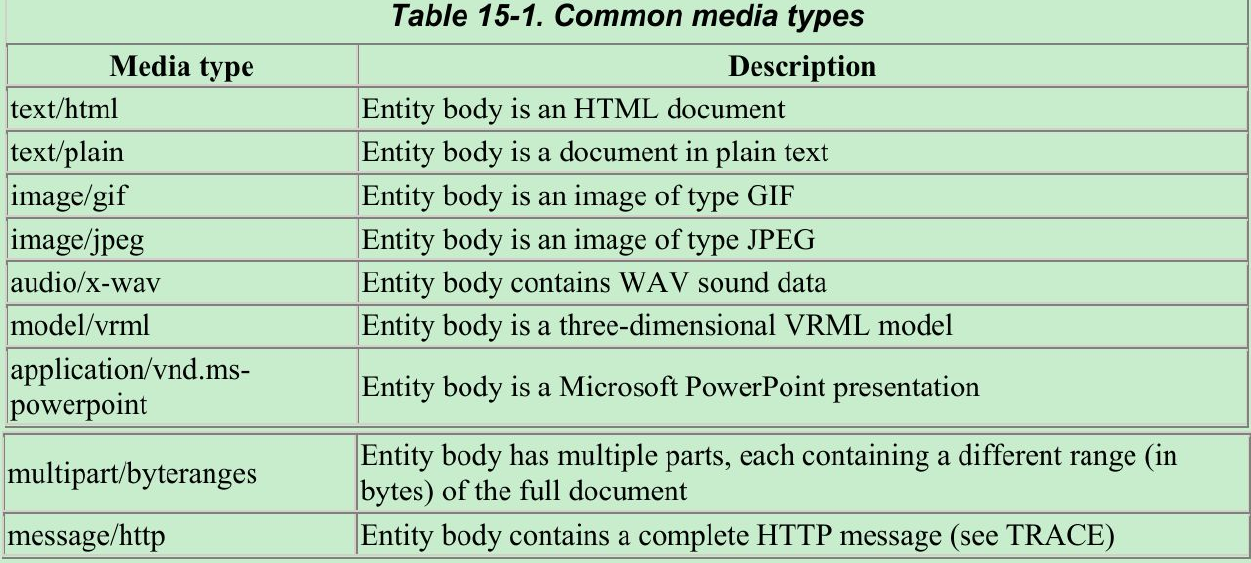 Table 15-1. Common media types
Media type Description
text/html Entity body is an HTML document
text/plain Entity body is a document in plain text
image/gif Entity body is an image of type GIF
image/jpeg Entity body is an image of type JPEG
audio/x-wav Entity body contains WAV sound data
model/vrml Entity body is a three-dimensional VRML model
application/vnd.ms-
powerpoint
Entity body is a Microsoft PowerPoint presentation
multipart/byteranges
Entity body has multiple parts, each containing a different range (in
bytes) of the full document
message/http Entity body contains a complete HTTP message (see TRACE)